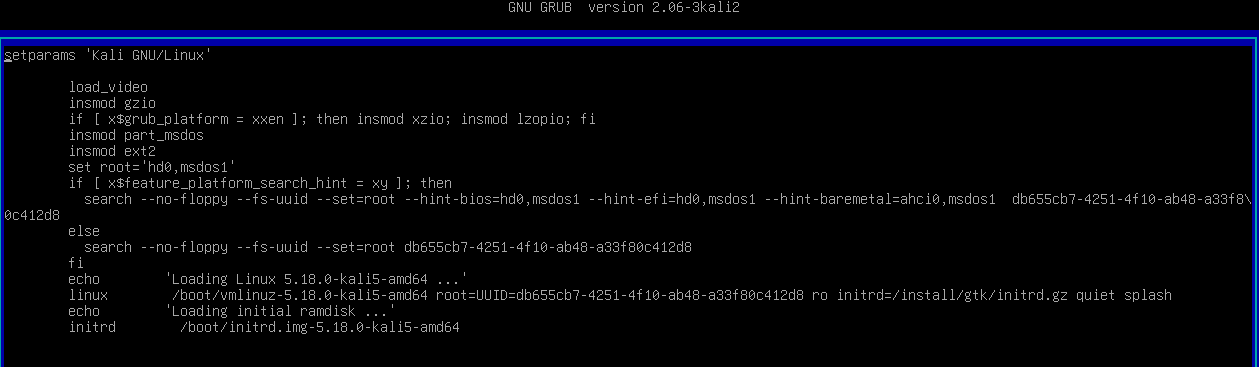 GNU GRUB  version 2.06-3kali2
setparams 'Kali GNU/Linux'
load_video
insmod gzio
if [ x$grub_platform = xxen ]; then insmod xzio; insmod lzopio; fi
insmod part_msdos
insmod ext2
set root='hd0,msdos1'
if [ x$feature_platform_search_hint = xy ]; then
search --no-floppy --fs-uuid --set=root --hint-bios=hd0,msdos1 --hint-efi=hd0,msdos1 --hint-baremetal=ahci0,msdos1  db655cb7-4251-4f10-ab48-a33f8\
0c412d8
else
search --no-floppy --fs-uuid --set=root db655cb7-4251-4f10-ab48-a33f80c412d8
fi
echo 'Loading Linux 5.18.0-kali5-amd64 ...'
linux /boot/vmlinuz-5.18.0-kali5-amd64 root=UUID=db655cb7-4251-4f10-ab48-a33f80c412d8 ro initrd=/install/gtk/initrd.gz quiet splash
echo 'Loading initial ramdisk ...'
initrd /boot/initrd.img-5.18.0-kali5-amd64